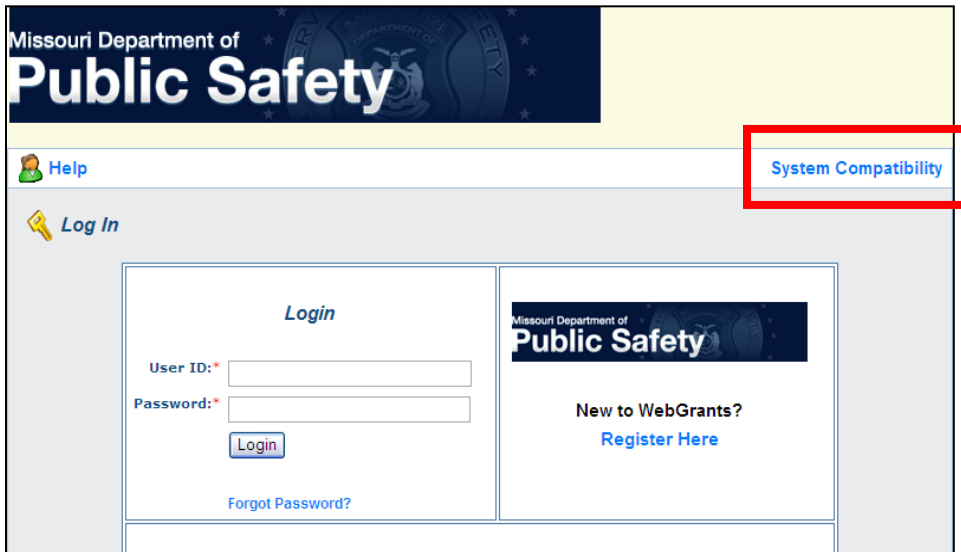 Missouri Department of
Public Safety
Help
System Compatibility
Log In
Login
User ID:*
Password:*
Login
Forgot Password?
Missouri Department of
Public Safety
New to WebGrants?
Register Here